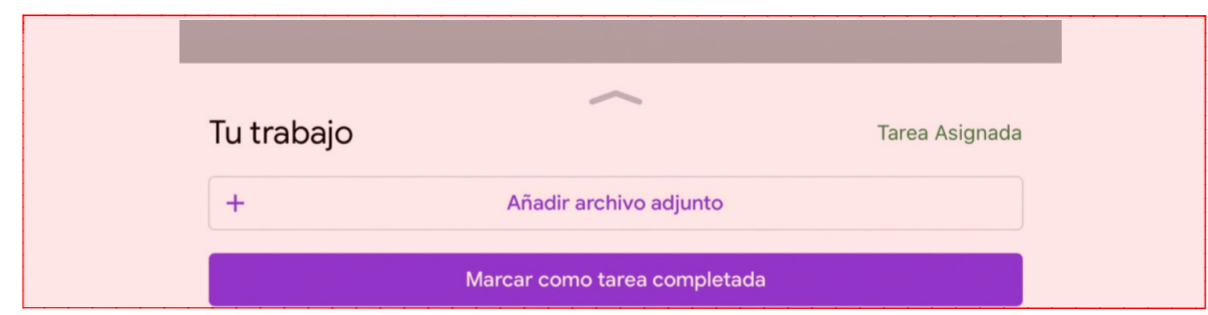 Tu trabajo
Tarea Asignada
+ Añadir archivo adjunto
Marcar como tarea completada